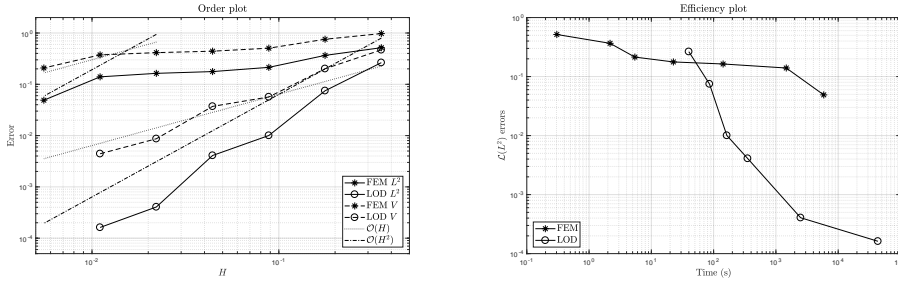 Order plot
10^0
10^-1
10^-2
10^-3
10^-4
Error
10^-2
10^-1
H
FEM L^2
LOD L^2
FEM V
LOD V
O(H)
O(H^2)
Efficiency plot
10^0
10^-1
10^-2
10^-3
10^-4
L(L^2) errors
10^-1
10^0
10^1
10^2
10^3
10^4
Time (s)
FEM
LOD